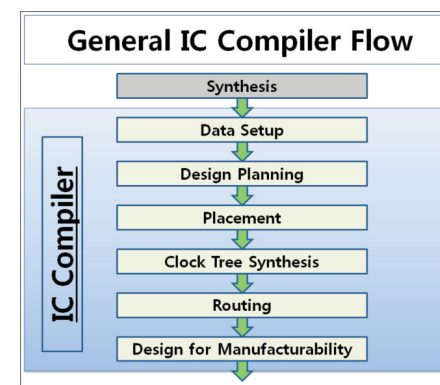 General IC Compiler Flow
Synthesis
IC Compiler
Data Setup
Design Planning
Placement
Clock Tree Synthesis
Routing
Design for Manufacturability